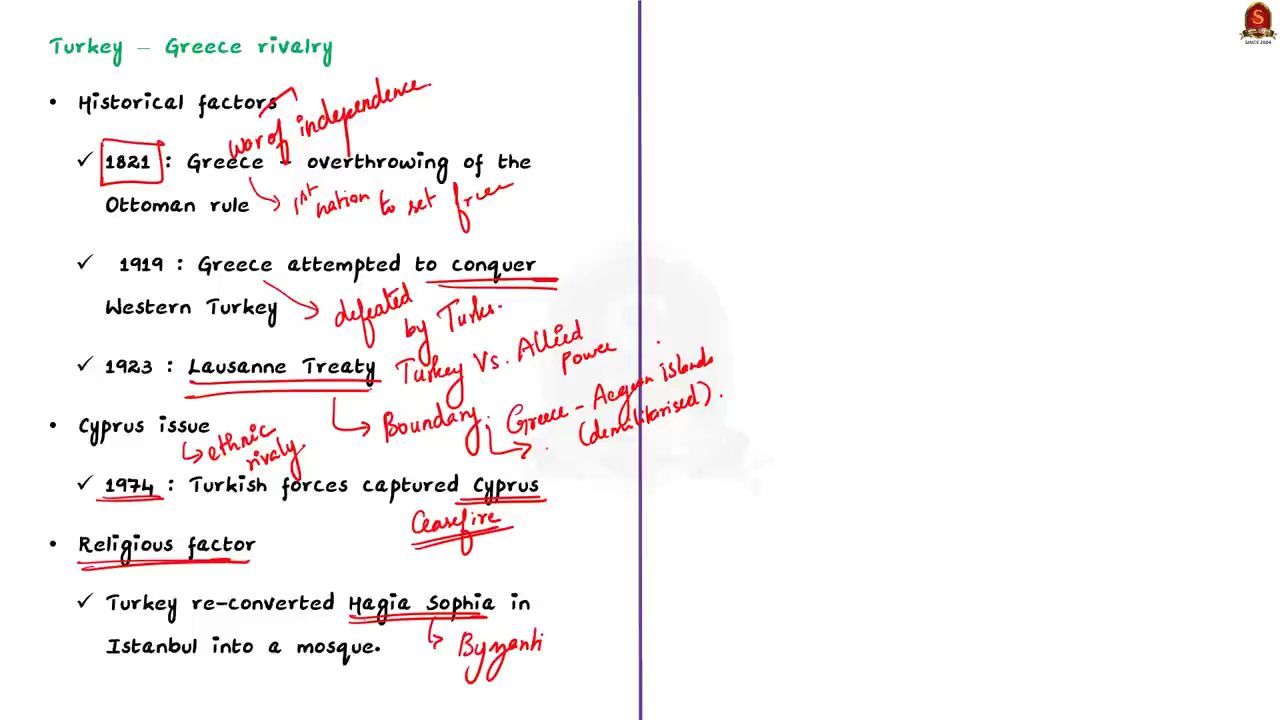 Turkey – Greece rivalry
• Historical factors
war of independence
✓ 1821 : Greece - overthrowing of the
Ottoman rule
1st nation to set free
✓ 1919 : Greece attempted to conquer
Western Turkey
defeated
by Turks.
✓ 1923 : Lausanne Treaty
Turkey Vs. Allied
power
Boundary.
Greece - Aegean islands
(demilitarised).
• Cyprus issue
ethnic
rivaly
✓ 1974 : Turkish forces captured Cyprus
Ceasefire
• Religious factor
✓ Turkey re-converted Hagia Sophia in
Istanbul into a mosque.
Byzanti
S
SINCE 2004